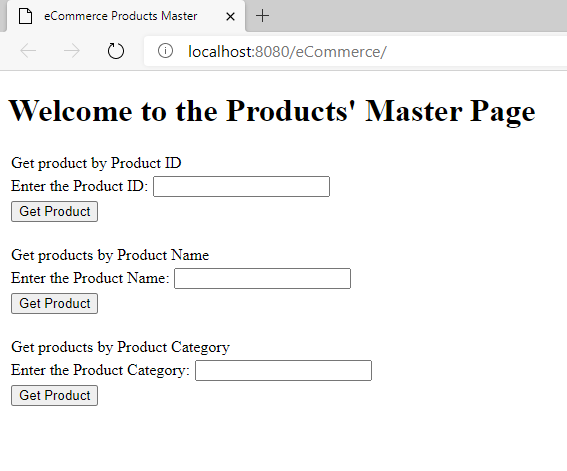 eCommerce Products Master
localhost:8080/eCommerce/
Welcome to the Products' Master Page
Get product by Product ID
Enter the Product ID:
Get Product
Get products by Product Name
Enter the Product Name:
Get Product
Get products by Product Category
Enter the Product Category:
Get Product